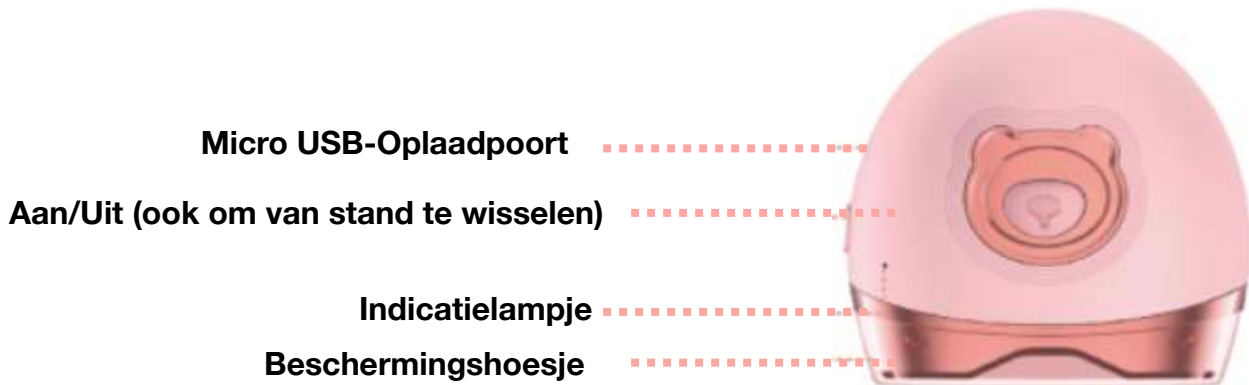 Micro USB-Oplaadpoort
Aan/Uit (ook om van stand te wisselen)
Indicatielampje
Beschermingshoesje